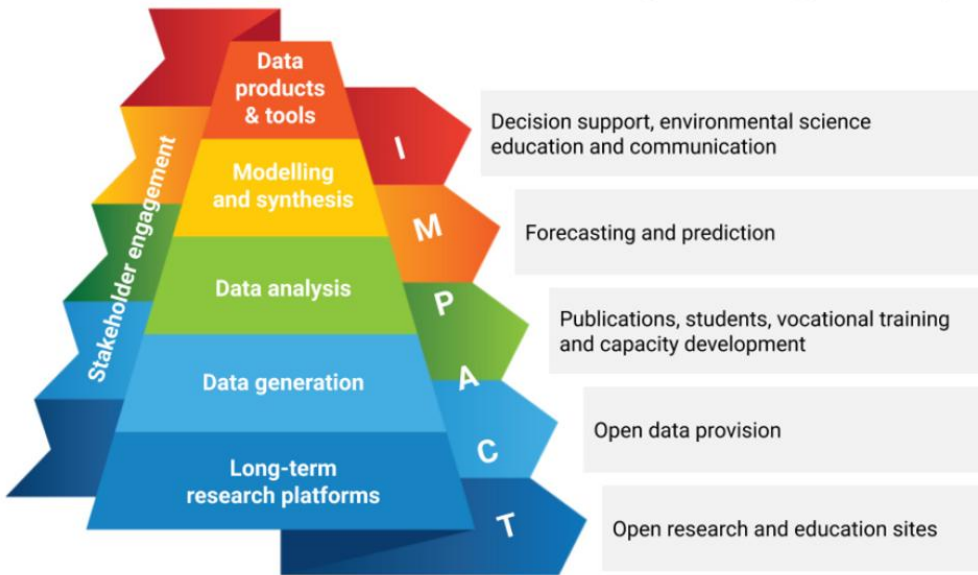 Data
products
& tools
Modelling
and synthesis
Data analysis
Data generation
Long-term
research platforms
Stakeholder engagement
I
M
P
A
C
T
Decision support, environmental science
education and communication
Forecasting and prediction
Publications, students, vocational training
and capacity development
Open data provision
Open research and education sites